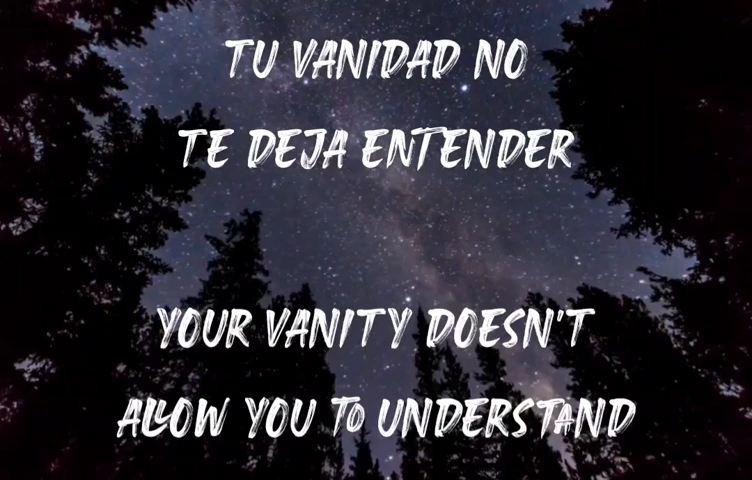 TU VANIDAD NO
TE DEJA ENTENDER
YOUR VANITY DOESN'T
ALLOW YOU TO UNDERSTAND